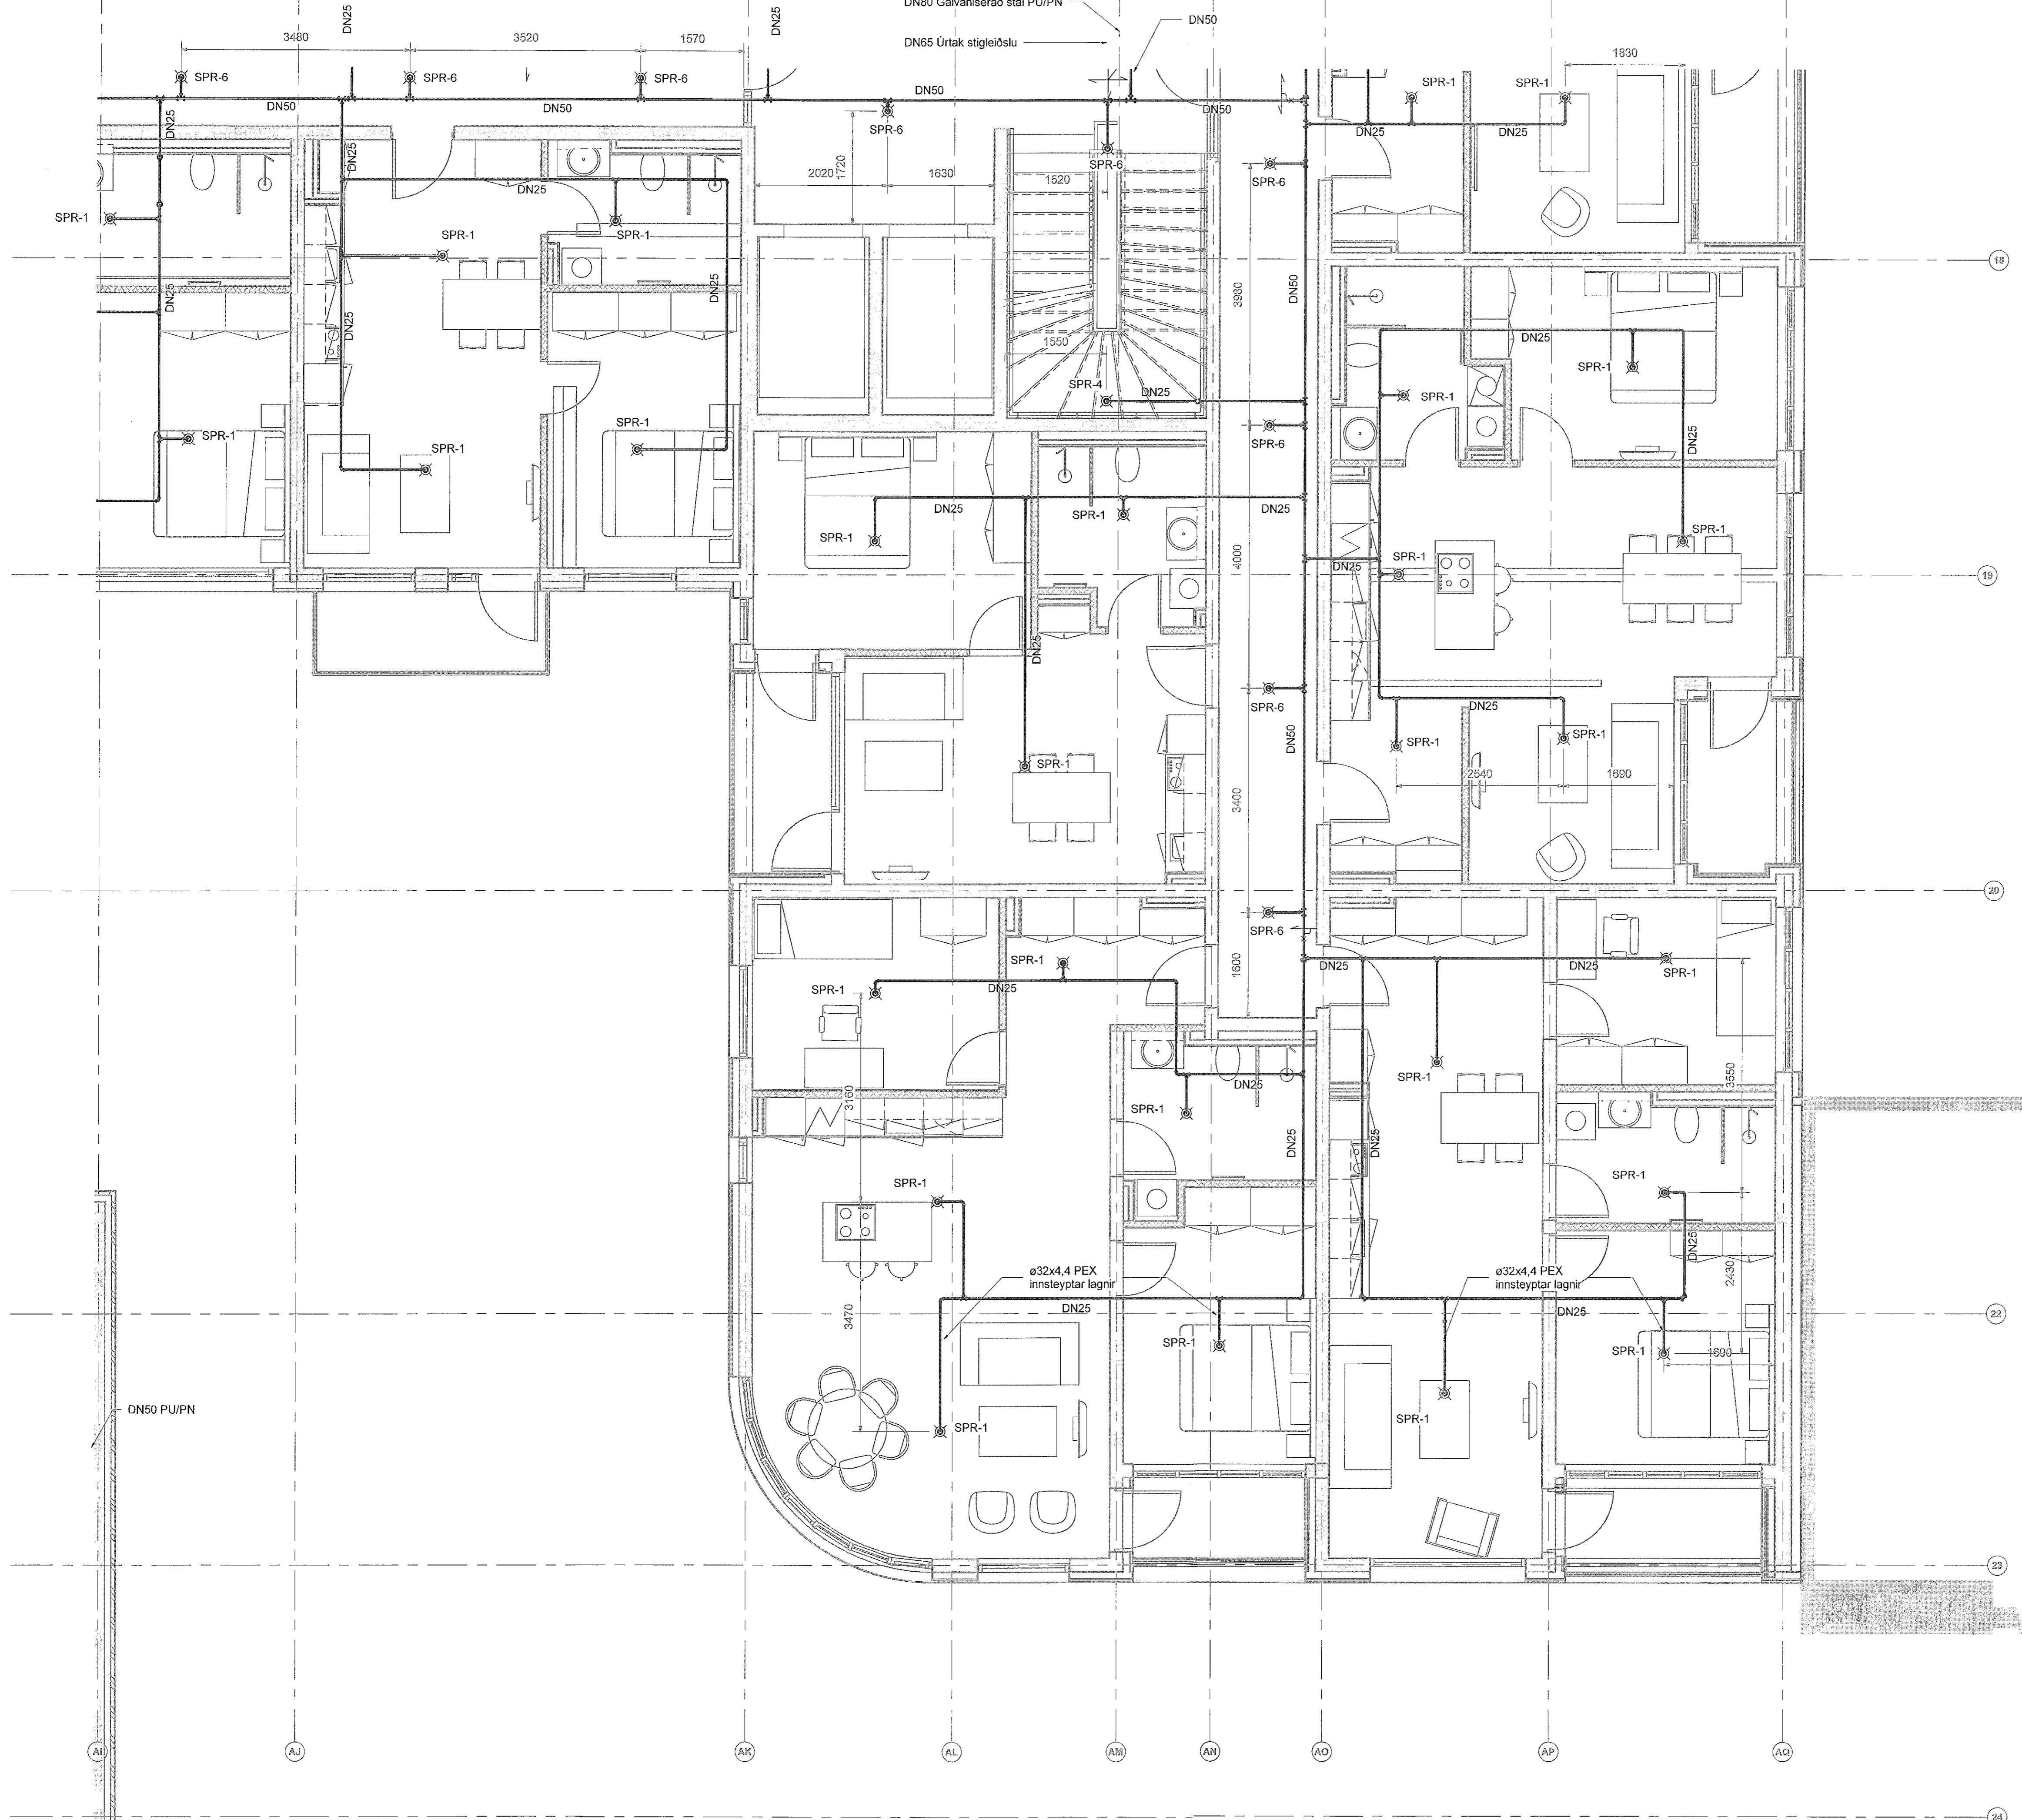 DN80 Galvaniserað stál PU/PN
DN25
DN25
DN50
3480
3520
1570
DN65 Úrtak stigleiðslu
1830
SPR-6
SPR-6
SPR-6
SPR-1
SPR-1
DN50
DN50
DN50
DN50
SPR-6
DN25
DN25
DN25
DN25
1720
SPR-6
SPR-6
2020
1630
1520
DN25
SPR-1
SPR-1
SPR-1
18
DN25
DN25
3980
DN50
DN25
1550
DN25
SPR-1
SPR-4
DN25
SPR-1
SPR-1
SPR-1
SPR-1
SPR-6
DN25
DN25
DN25
SPR-1
SPR-1
SPR-1
4000
SPR-1
DN25
19
DN25
SPR-6
DN25
DN50
SPR-1
SPR-1
SPR-1
2540
1690
3400
20
SPR-6
SPR-1
1600
DN25
DN25
SPR-1
SPR-1
DN25
SPR-1
3550
3160
DN25
SPR-1
DN25
DN25
SPR-1
SPR-1
DN25
2430
ø32x4,4 PEX
innsteyptar lagnir
ø32x4,4 PEX
innsteyptar lagnir
DN25
DN25
22
3470
SPR-1
SPR-1
1690
DN50 PU/PN
SPR-1
SPR-1
23
AI
AJ
AK
AL
AM
AN
AO
AP
AQ
24